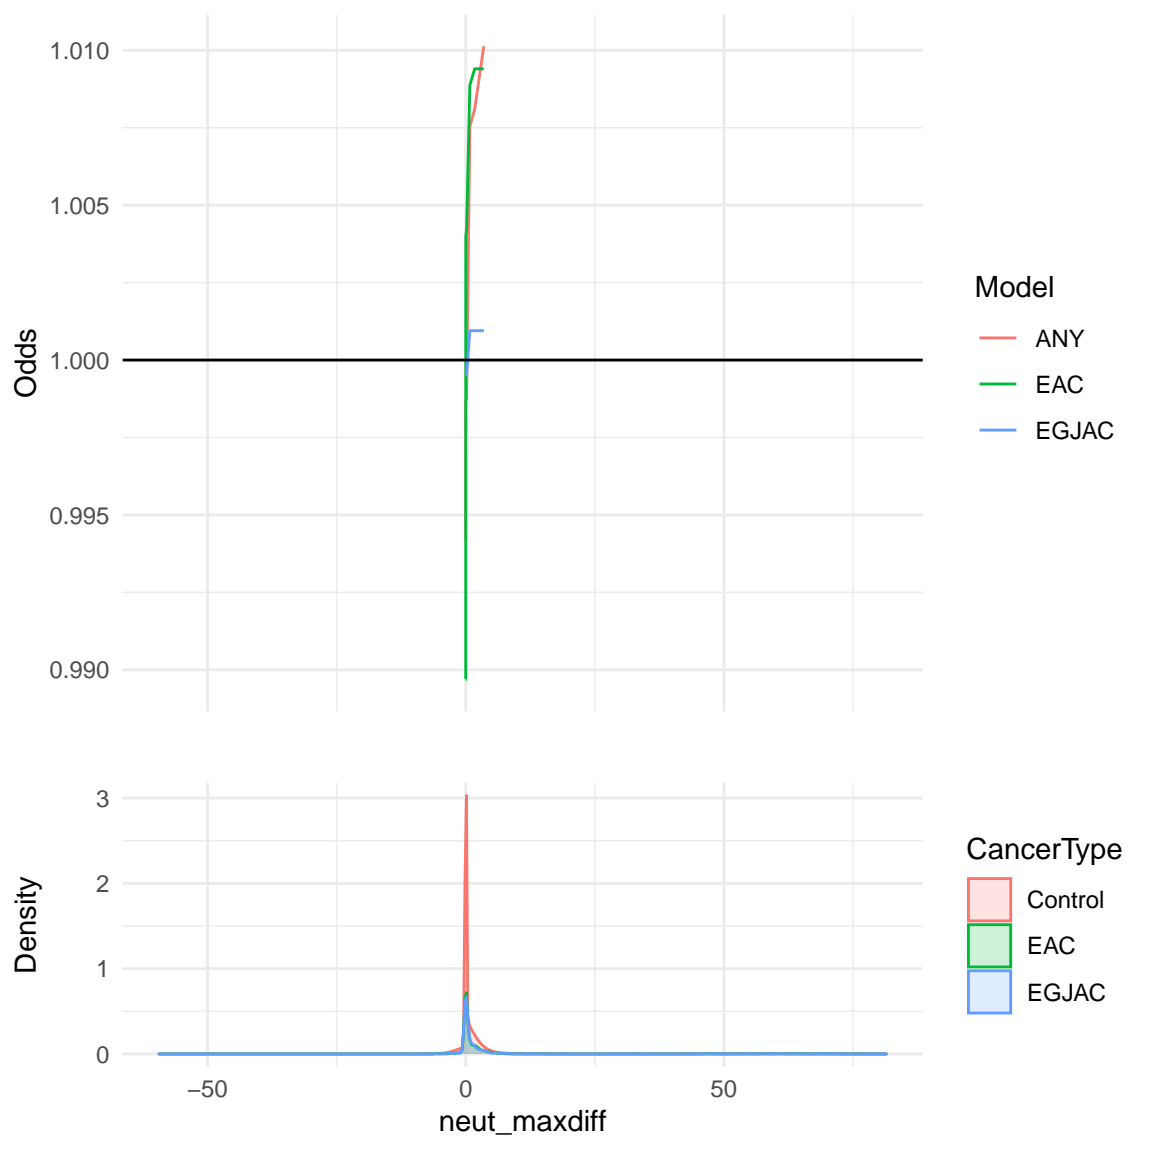 1.010
1.005
1.000
0.995
0.990
Odds
Model
ANY
EAC
EGJAC
3
2
1
0
Density
−50
0
50
neut_maxdiff
CancerType
Control
EAC
EGJAC